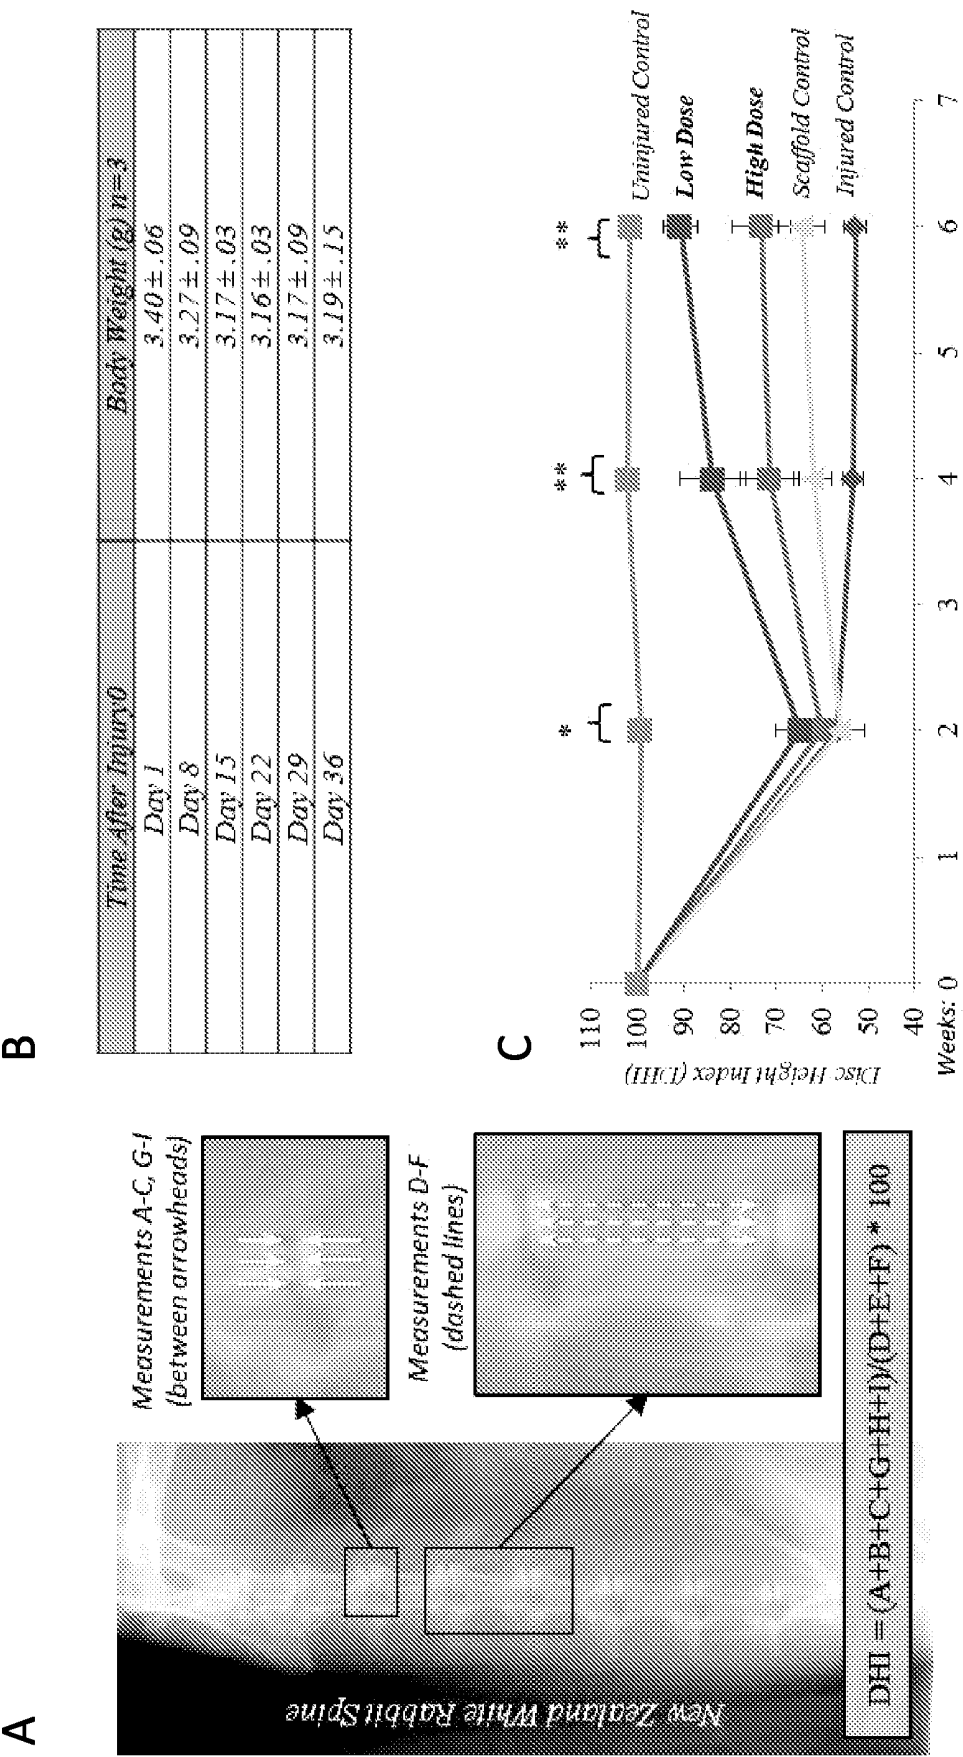 A
New Zealand White Rabbit Spine
Measurements A-C, G-I
(between arrowheads)
Measurements D-F
(dashed lines)
DHI = (A+B+C+G+H+I)/(D+E+F) * 100
B
Time After Injury0 Body Weight (g) n=3
Day 1 3.40±.06
Day 8 3.27±.09
Day 15 3.17±.03
Day 22 3.16±.03
Day 29 3.17±.09
Day 36 3.19±.15
C
Disc Height Index (DHI)
110
100
90
80
70
60
50
40
* ** **
Uninjured Control
Low Dose
High Dose
Scaffold Control
Injured Control
Weeks: 0 1 2 3 4 5 6 7